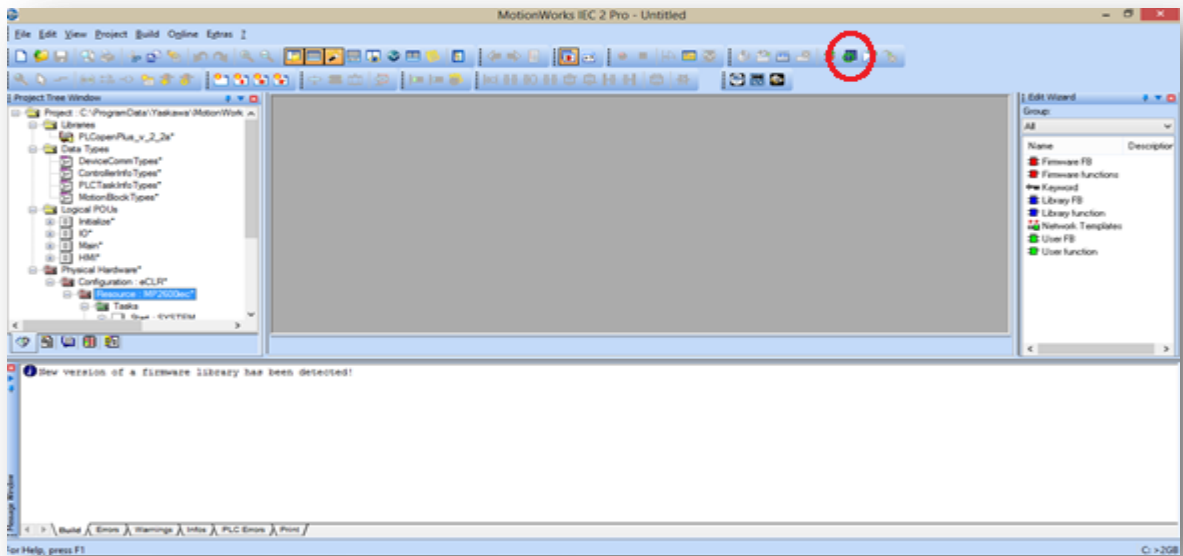 MotionWorks IEC 2 Pro - Untitled
File Edit View Project Build Online Extras ?
Project Tree Window
Project : C:\ProgramData\Yaskawa\MotionWork
Libraries
PLCopenPlus_v_2_2a*
Data Types
DeviceCommTypes*
ControllerInfoTypes*
PLCTaskInfoTypes*
MotionBlockTypes*
Logical POUs
Initialize*
IO*
Main*
HMI*
Physical Hardware*
Configuration : eCLR*
Resource : MP2600iec*
Tasks
Start : SYSTEM
Edit Wizard
Group:
All
Name Description
Firmware FB
Firmware functions
Keyword
Library FB
Library function
Network Templates
User FB
User function
New version of a firmware library has been detected!
Message Window
Build Errors Warnings Infos PLC Errors Print
For Help, press F1
C: >2GB